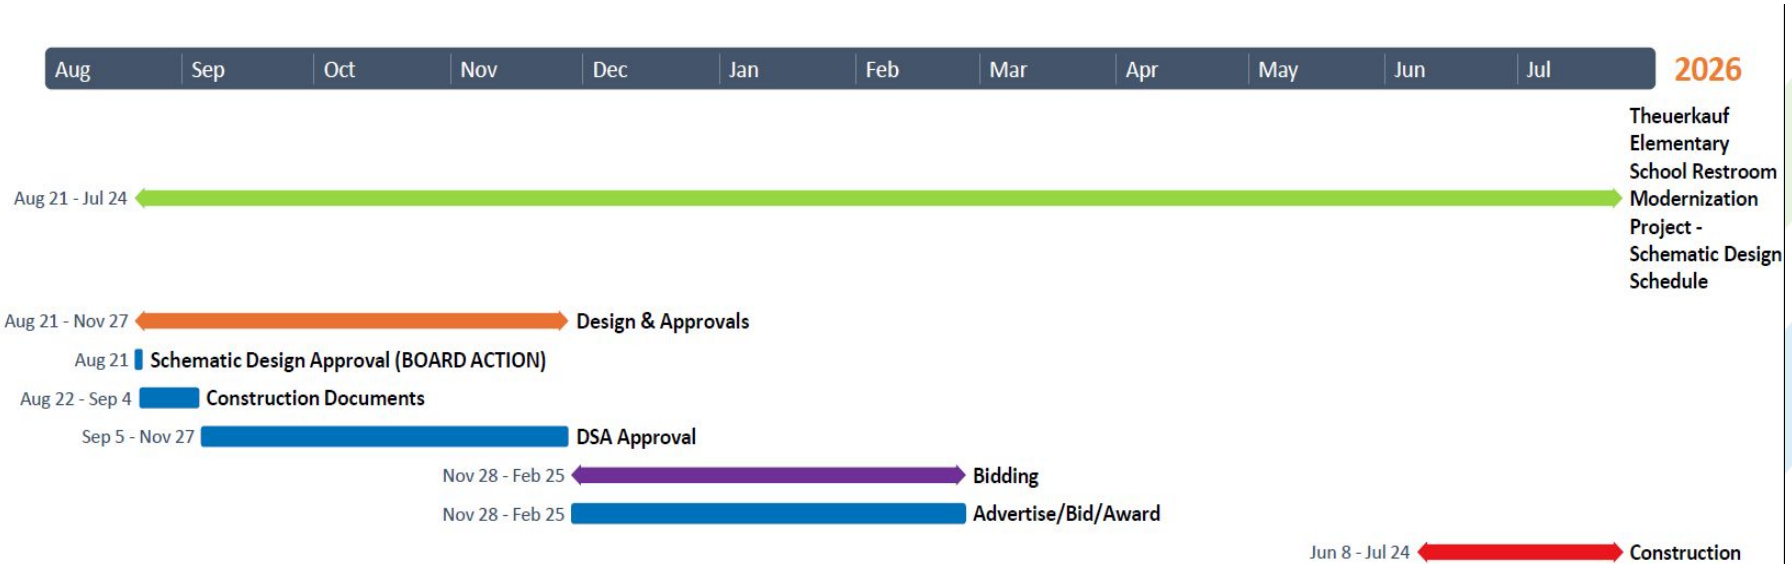 Aug Sep Oct Nov Dec Jan Feb Mar Apr May Jun Jul 2026
Theuerkauf
Elementary
School Restroom
Aug 21 - Jul 24 Modernization
Project -
Schematic Design
Schedule
Aug 21 - Nov 27 Design & Approvals
Aug 21 Schematic Design Approval (BOARD ACTION)
Aug 22 - Sep 4 Construction Documents
Sep 5 - Nov 27 DSA Approval
Nov 28 - Feb 25 Bidding
Nov 28 - Feb 25 Advertise/Bid/Award
Jun 8 - Jul 24 Construction